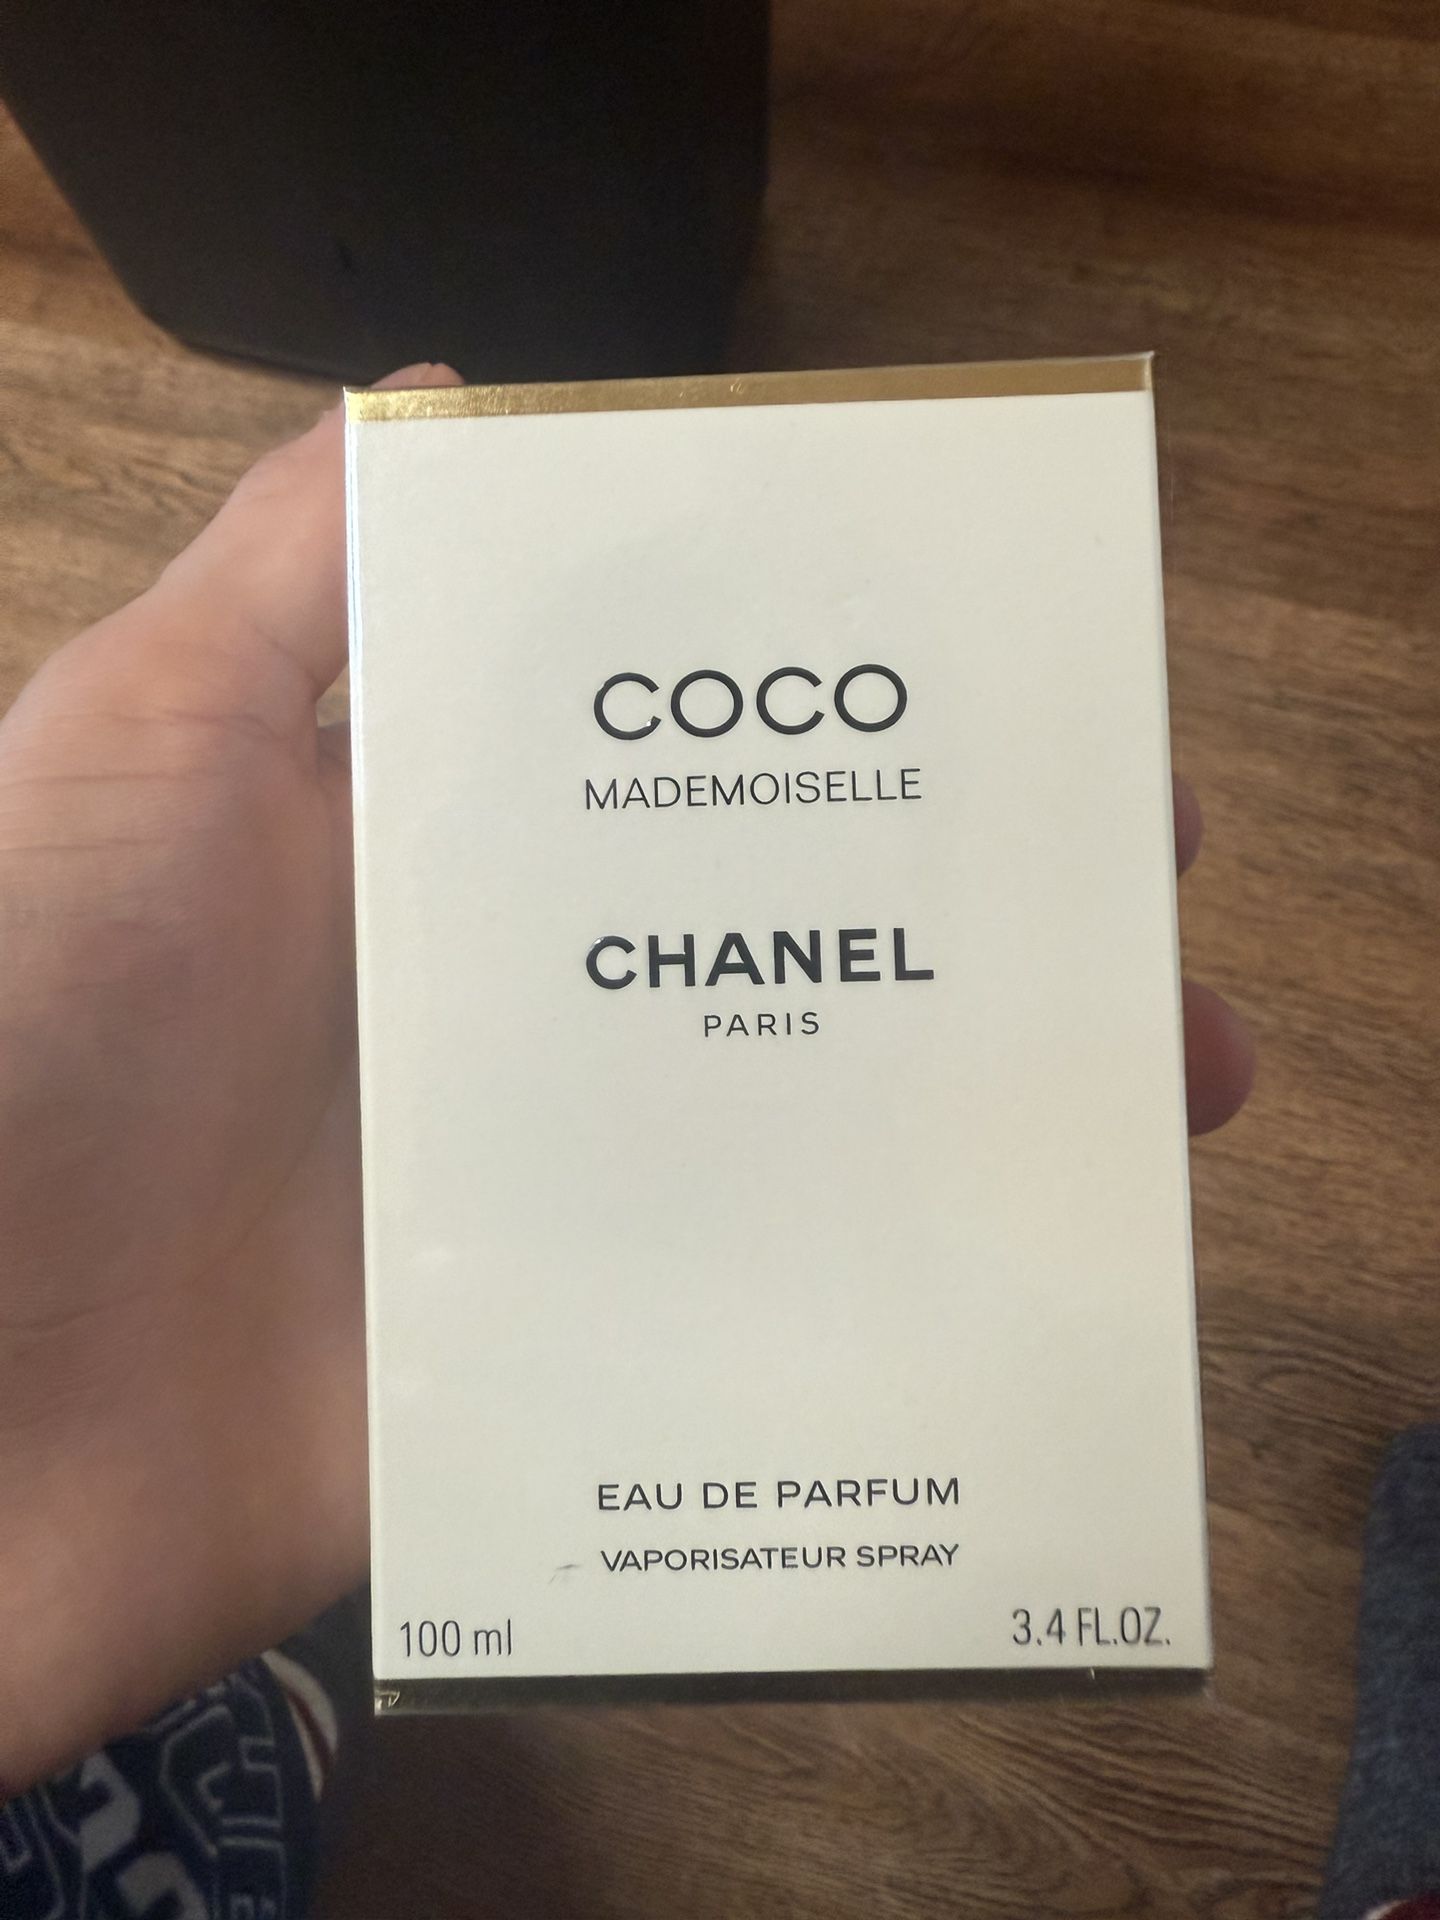 COCO
MADEMOISELLE
CHANEL
PARIS
EAU DE PARFUM
VAPORISATEUR SPRAY
100 ml 3.4 FL.OZ.